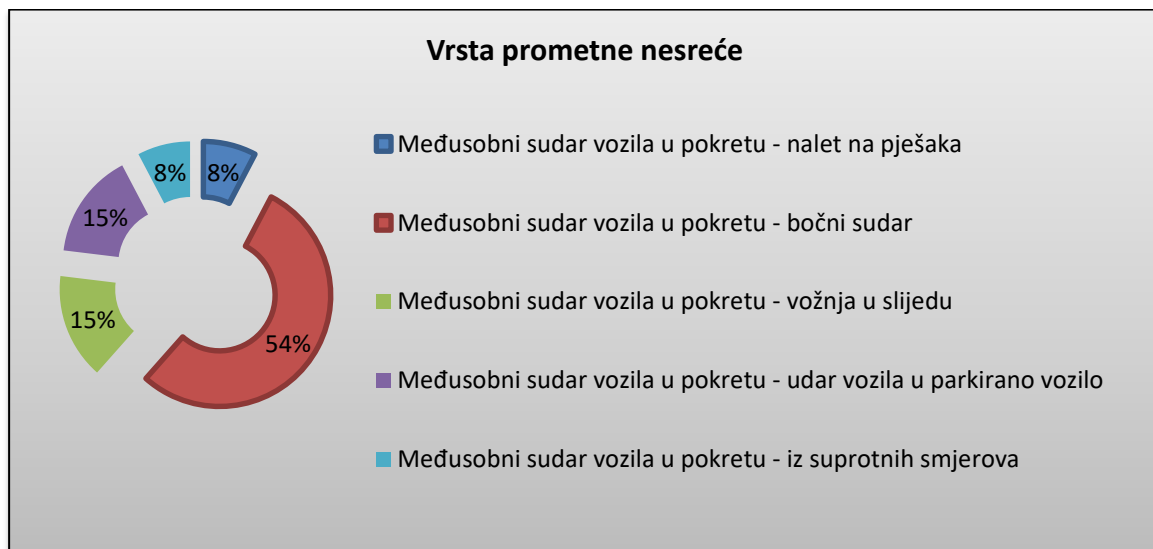 Vrsta prometne nesreće
8%
8%
15%
15%
54%
Međusobni sudar vozila u pokretu - nalet na pješaka
Međusobni sudar vozila u pokretu - bočni sudar
Međusobni sudar vozila u pokretu - vožnja u slijedu
Međusobni sudar vozila u pokretu - udar vozila u parkirano vozilo
Međusobni sudar vozila u pokretu - iz suprotnih smjerova